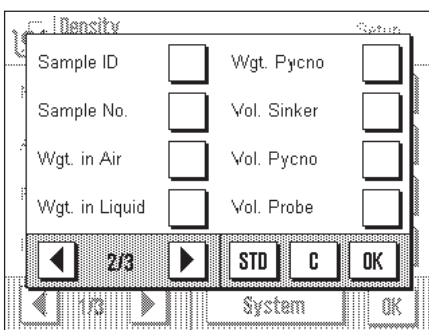 Density Setup
Sample ID Wgt. Pycno
Sample No. Vol. Sinker
Wgt. in Air Vol. Pycno
Wgt. in Liquid Vol. Probe
2/3 STD C OK
1/3 System OK